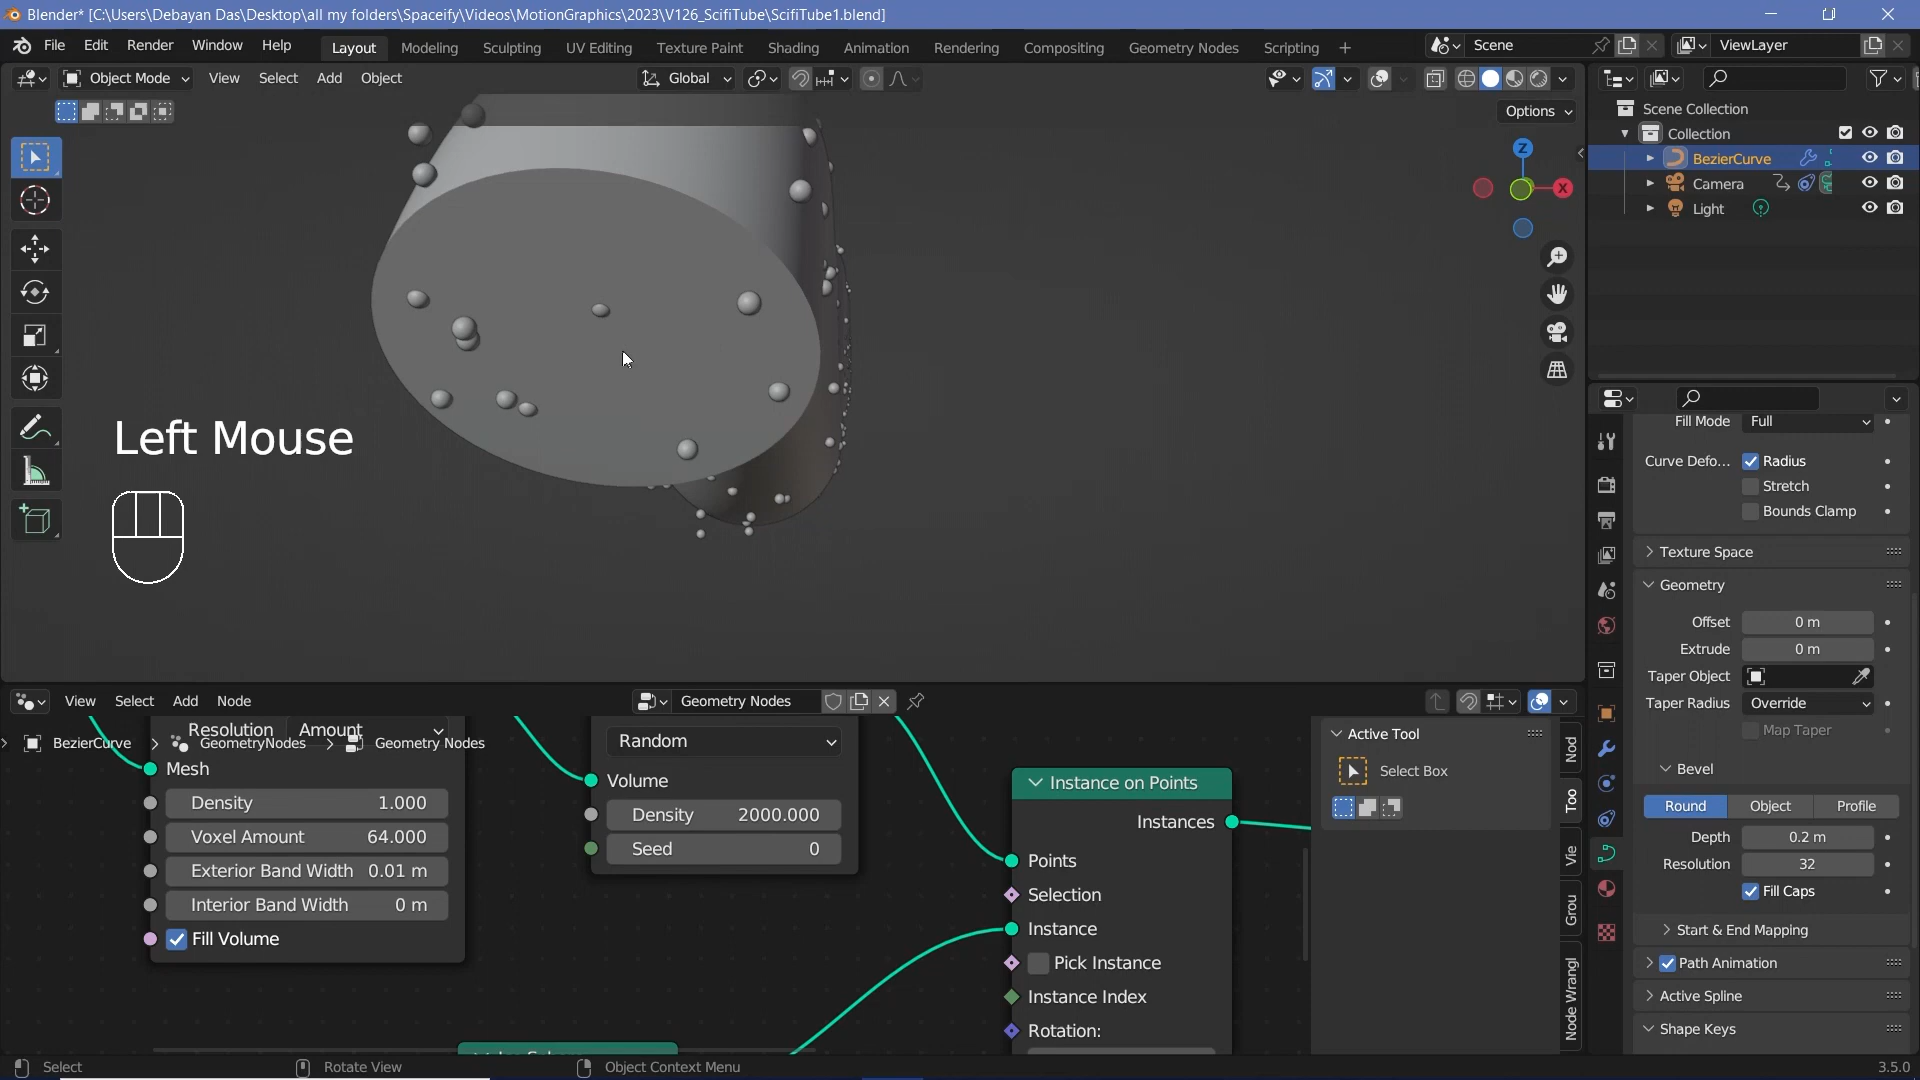 Blender* [C:\Users\Debayan Das\Desktop\all my folders\Spaceify\Videos\MotionGraphics\2023\V126_ScifiTube\ScifiTube1.blend]
File Edit Render Window Help Layout Modeling Sculpting UV Editing Texture Paint Shading Animation Rendering Compositing Geometry Nodes Scripting + Scene ViewLayer
Object Mode View Select Add Object Global
Options
Z
X
Scene Collection
Collection
BezierCurve
Camera
Light
Left Mouse
Fill Mode Full
Curve Defo... Radius
Stretch
Bounds Clamp
Texture Space
Geometry
Offset 0 m
Extrude 0 m
Taper Object
Taper Radius Override
Map Taper
Bevel
Round Object Profile
Depth 0.2 m
Resolution 32
Fill Caps
Start & End Mapping
Path Animation
Active Spline
Shape Keys
View Select Add Node Geometry Nodes
Resolution Amount
BezierCurve GeometryNodes Geometry Nodes
Mesh
Density 1.000
Voxel Amount 64.000
Exterior Band Width 0.01 m
Interior Band Width 0 m
Fill Volume
Random
Volume
Density 2000.000
Seed 0
Instance on Points
Instances
Points
Selection
Instance
Pick Instance
Instance Index
Rotation:
Active Tool
Select Box
Nod
Too
Vie
Grou
Node Wrangl
Select Rotate View Object Context Menu 3.5.0